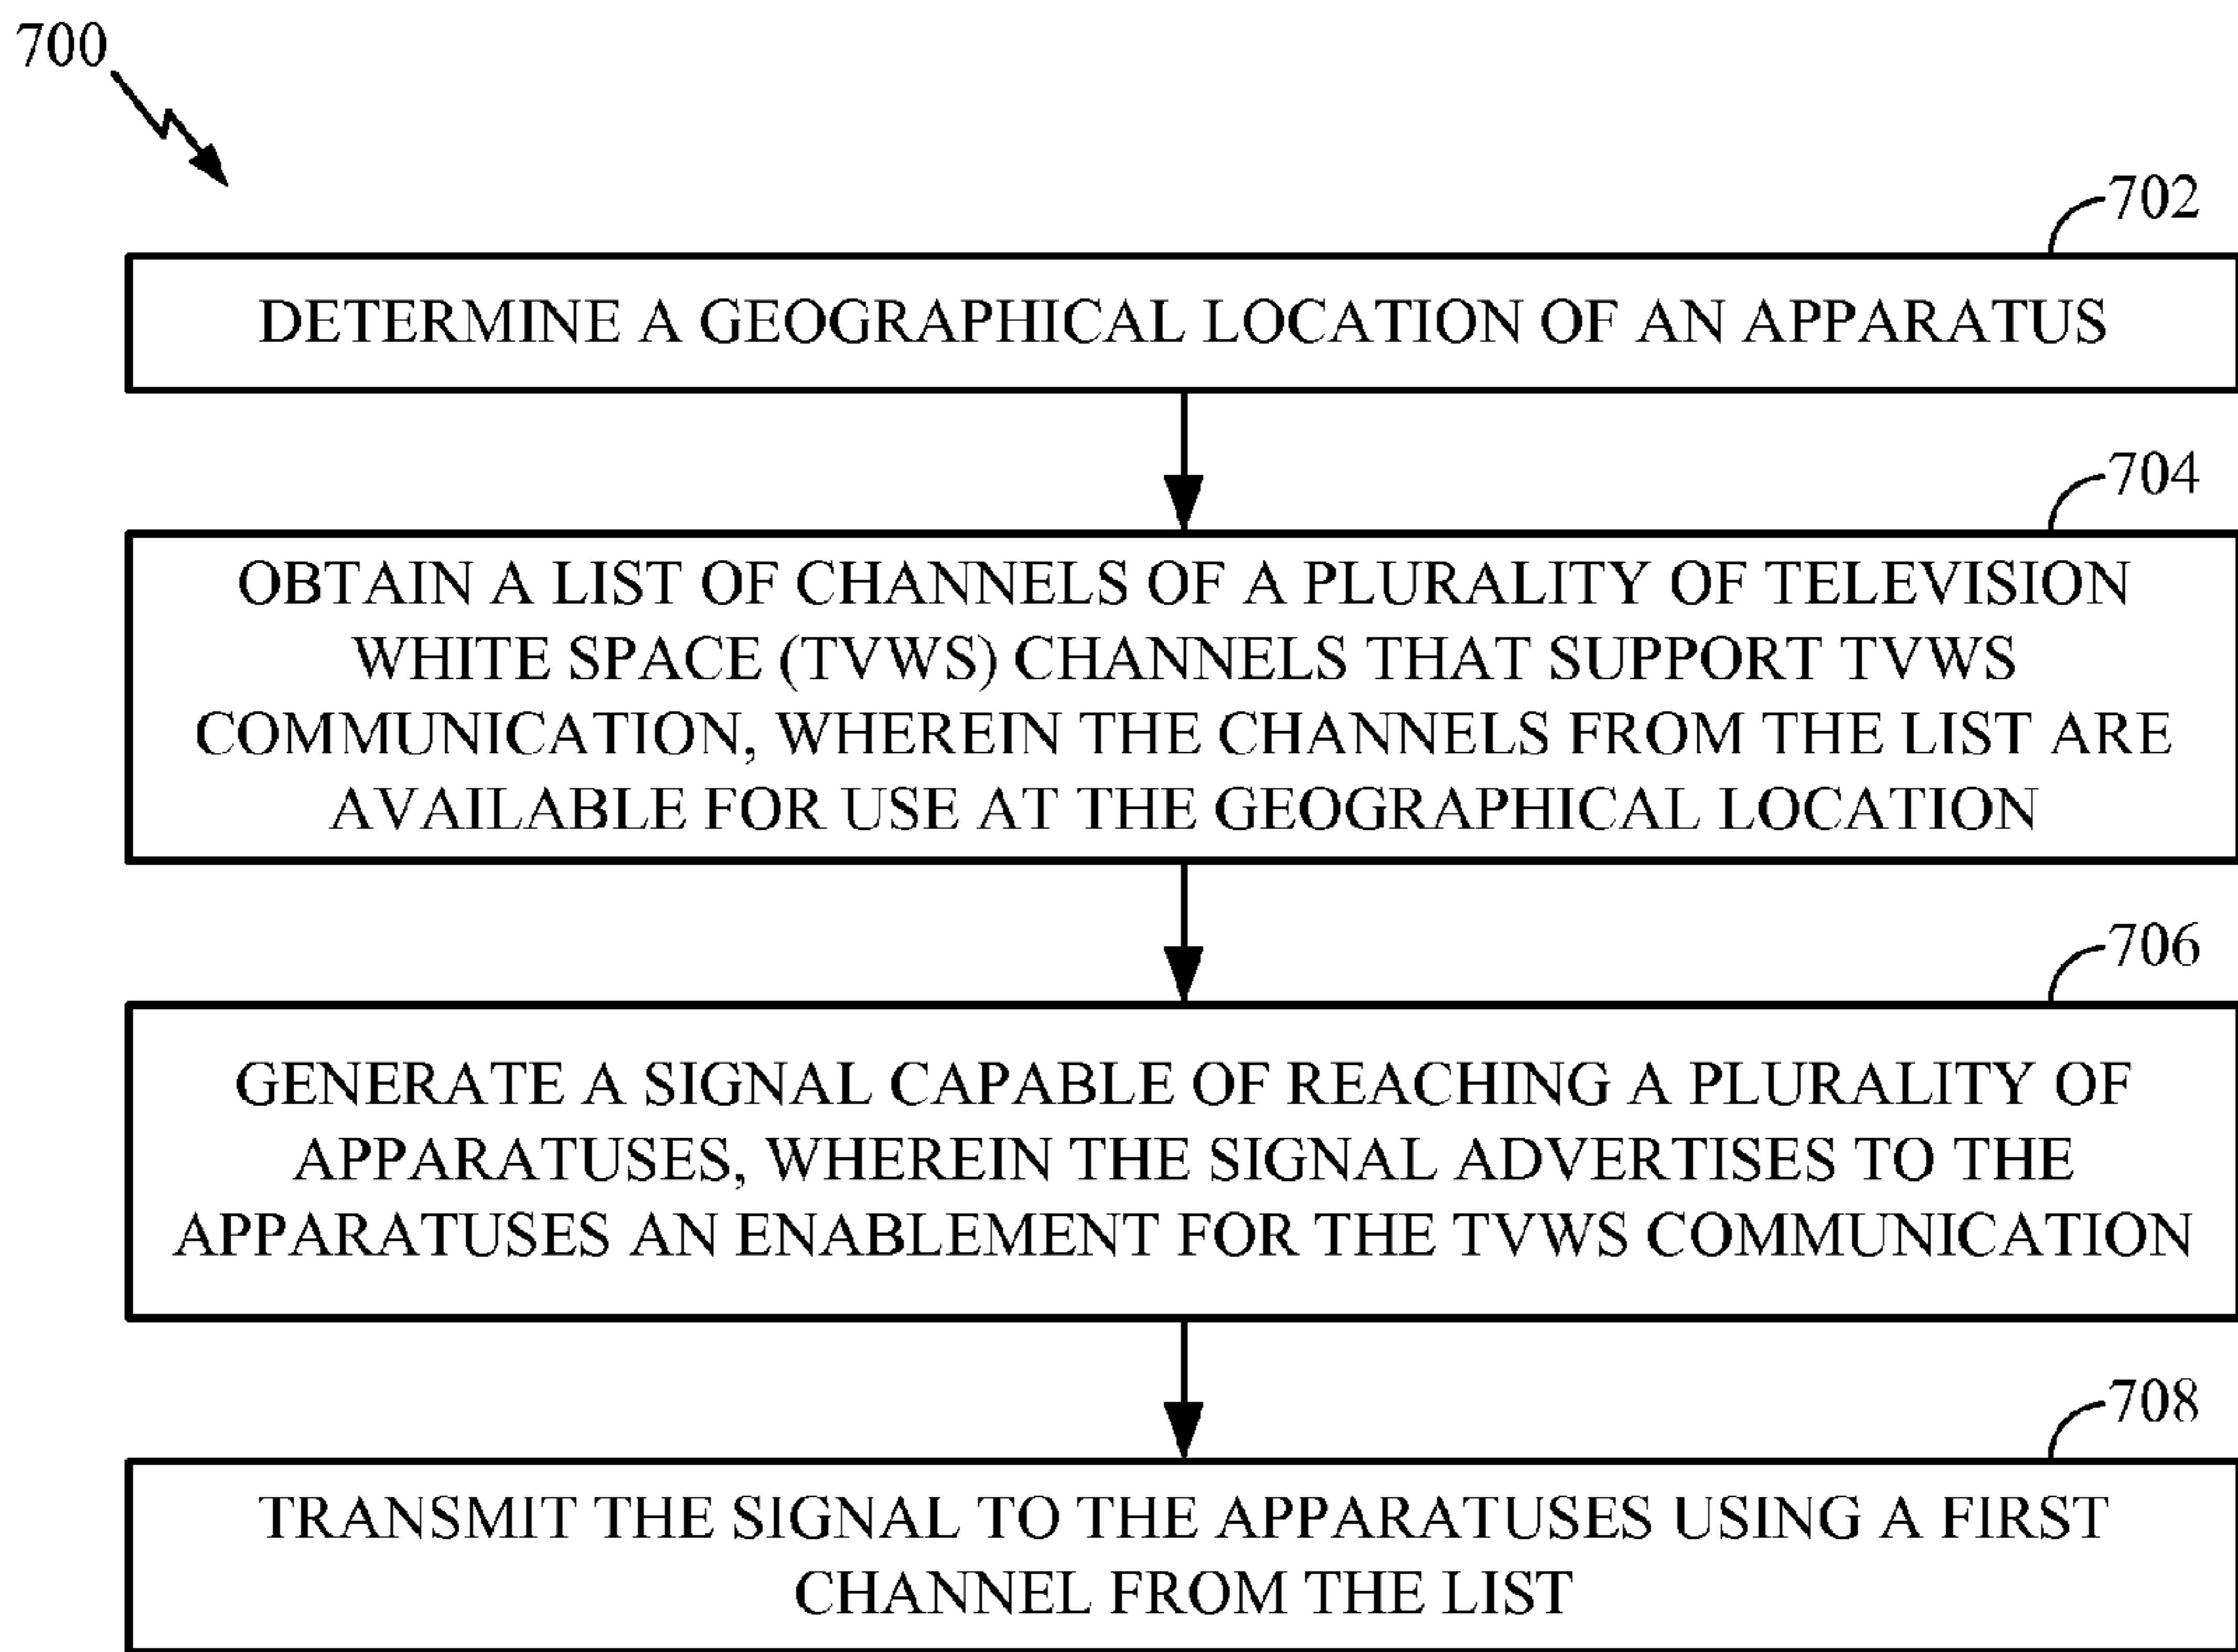 700
702
DETERMINE A GEOGRAPHICAL LOCATION OF AN APPARATUS
704
OBTAIN A LIST OF CHANNELS OF A PLURALITY OF TELEVISION
WHITE SPACE (TVWS) CHANNELS THAT SUPPORT TVWS
COMMUNICATION, WHEREIN THE CHANNELS FROM THE LIST ARE
AVAILABLE FOR USE AT THE GEOGRAPHICAL LOCATION
706
GENERATE A SIGNAL CAPABLE OF REACHING A PLURALITY OF
APPARATUSES, WHEREIN THE SIGNAL ADVERTISES TO THE
APPARATUSES AN ENABLEMENT FOR THE TVWS COMMUNICATION
708
TRANSMIT THE SIGNAL TO THE APPARATUSES USING A FIRST
CHANNEL FROM THE LIST